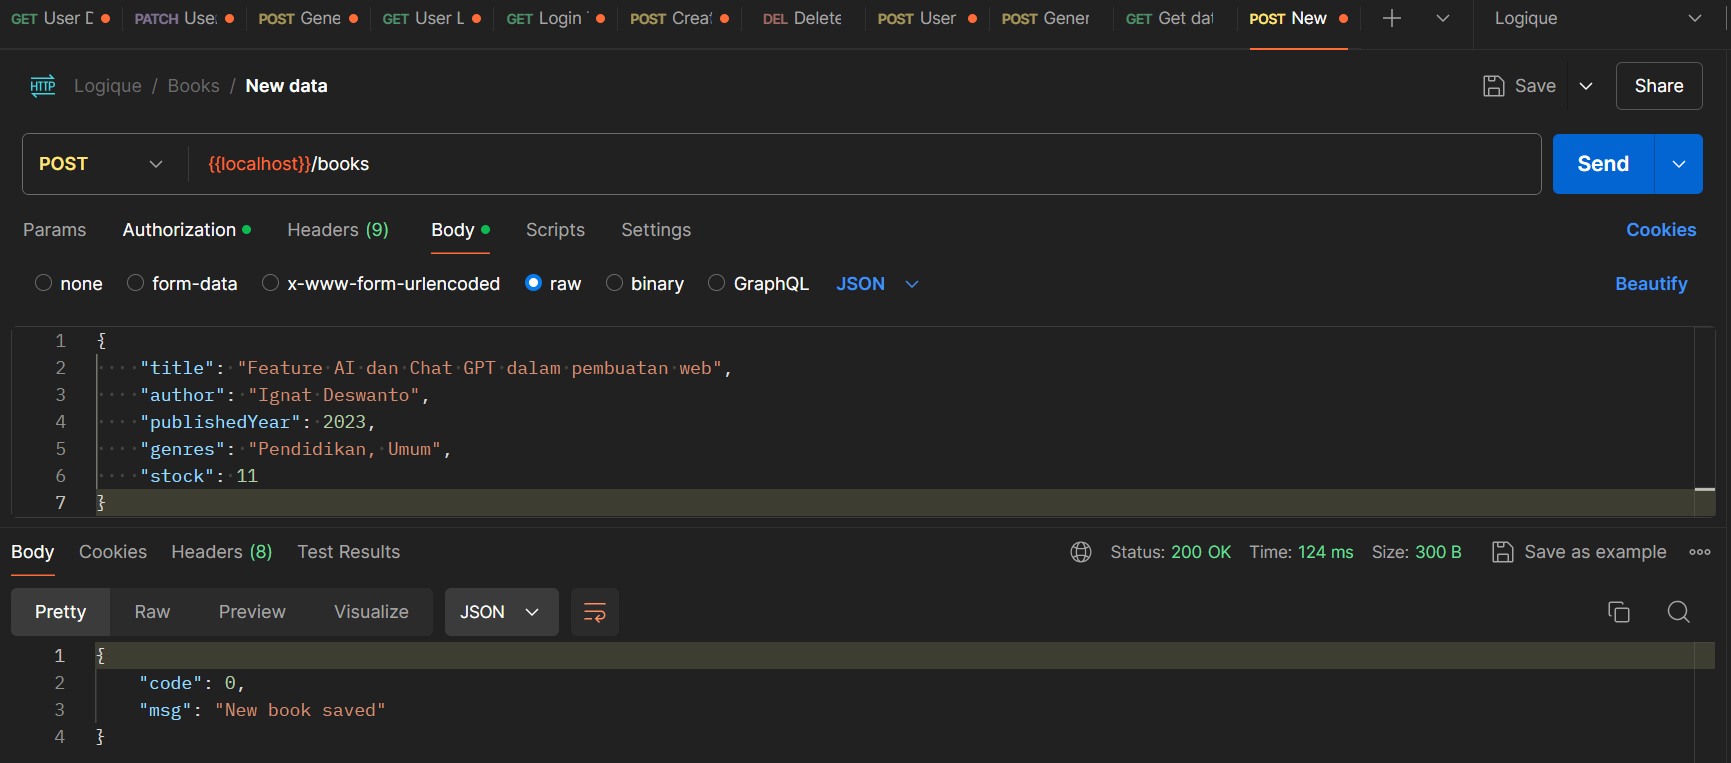 GET User D PATCH Use POST Gene GET User L GET Login POST Crea DEL Delete POST User POST Gener GET Get dat POST New Logique
HTTP Logique / Books / New data Save Share
POST {{localhost}}/books Send
Params Authorization Headers (9) Body Scripts Settings Cookies
none form-data x-www-form-urlencoded raw binary GraphQL JSON Beautify
1 {
2 "title": "Feature AI dan Chat GPT dalam pembuatan web",
3 "author": "Ignat Deswanto",
4 "publishedYear": 2023,
5 "genres": "Pendidikan, Umum",
6 "stock": 11
7 }
Body Cookies Headers (8) Test Results Status: 200 OK Time: 124 ms Size: 300 B Save as example
Pretty Raw Preview Visualize JSON
1 {
2 "code": 0,
3 "msg": "New book saved"
4 }